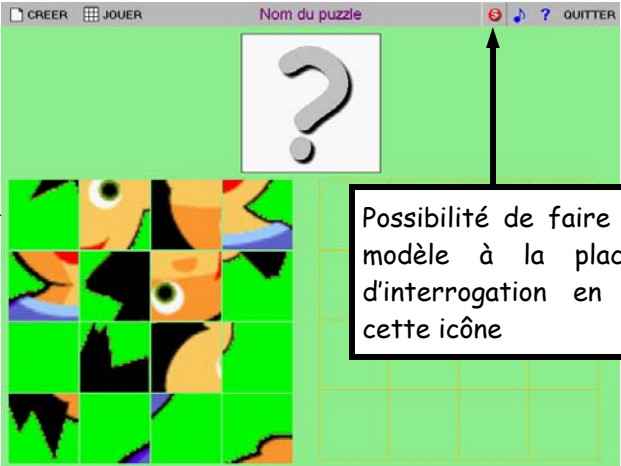 CREER JOUER Nom du puzzle S ? QUITTER
?
Possibilité de faire
modèle à la plac
d'interrogation en
cette icône